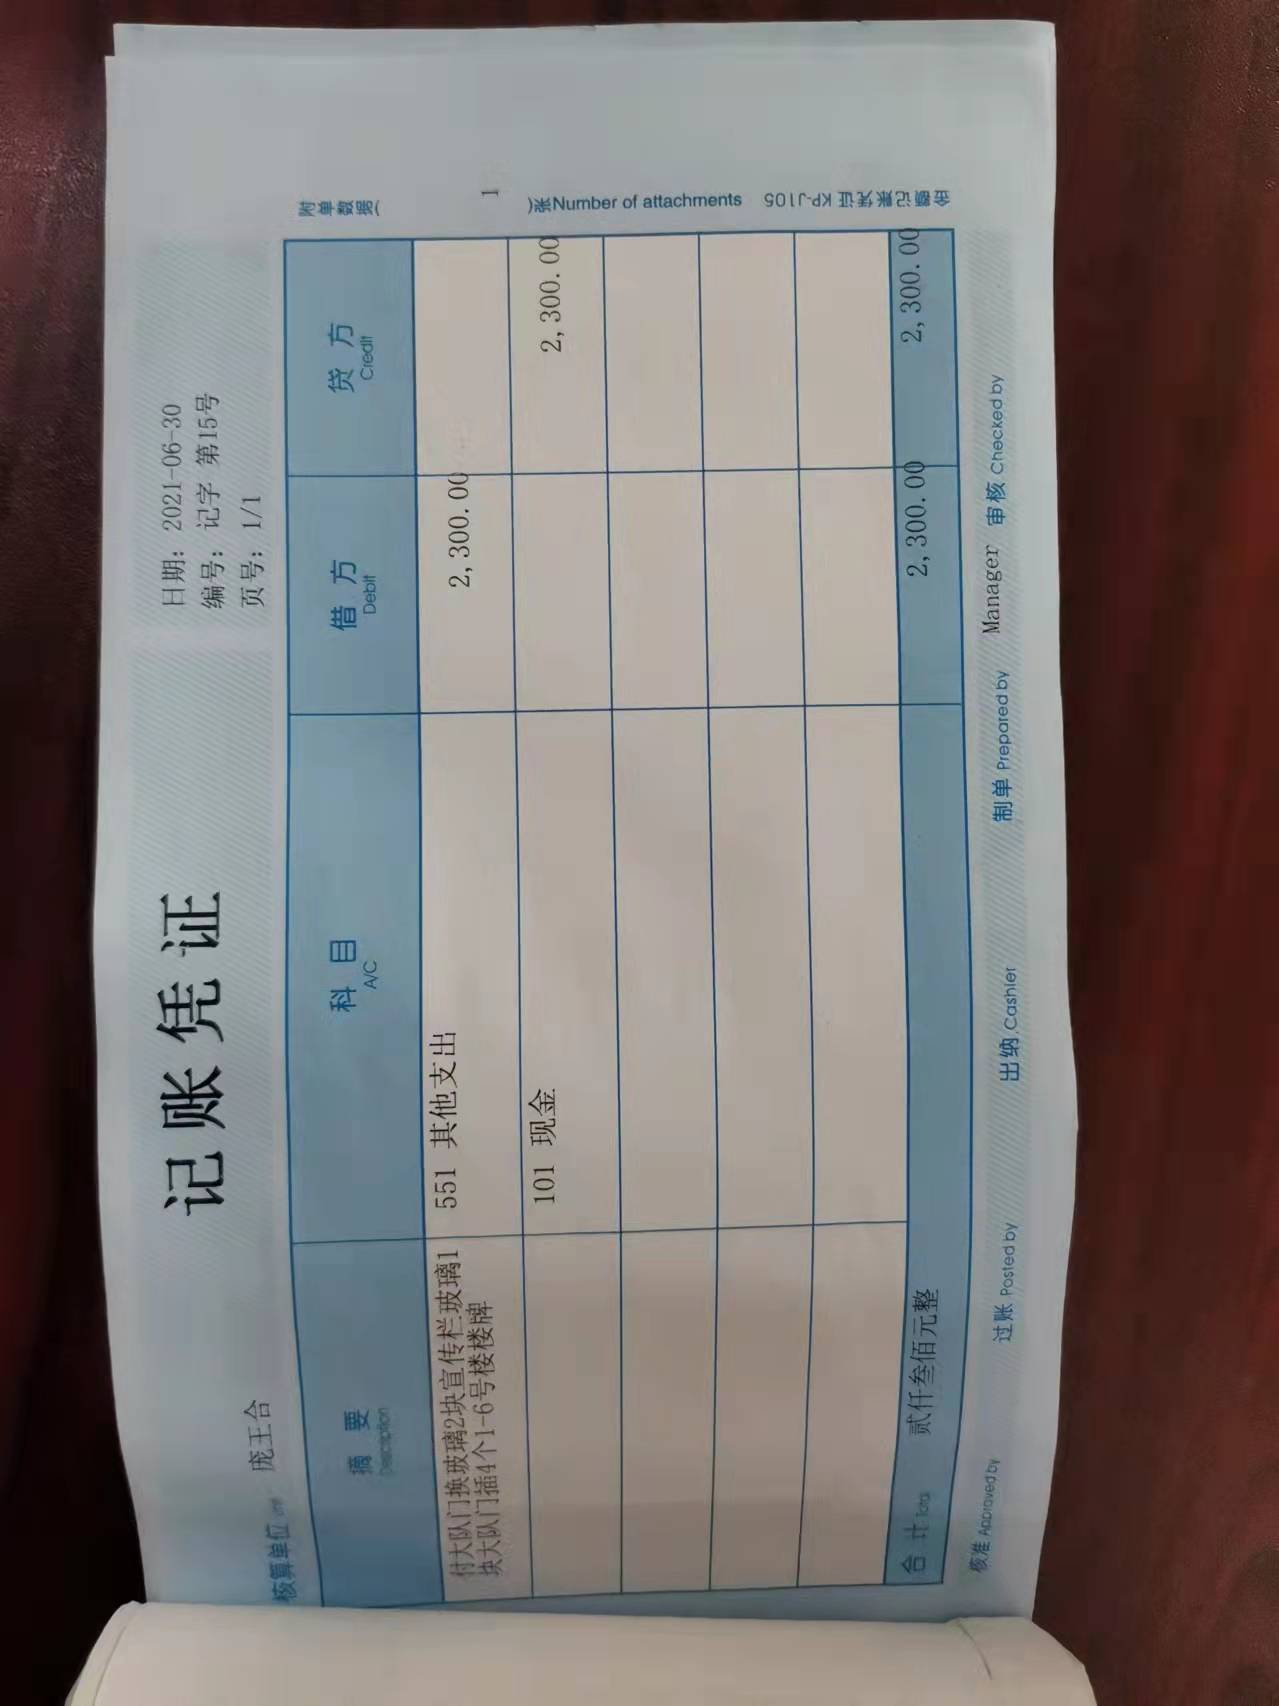 记账凭证
日期：2021-06-30
编号：记字 第15号
页号：1/1
核算单位 庞王合
附单数据( 1 )张 Number of attachments 金额记账凭证 KP-J105
摘要 科目 借方 贷方
Description A/C Debit Credit
付大队门换玻璃2块宣传栏玻璃1 551 其他支出 2,300.00
块大队门插4个1-6号楼楼牌
101 现金 2,300.00
合计 Total 贰仟叁佰元整 2,300.00 2,300.00
核准 Approved by 过账 Posted by 出纳 Cashier 制单 Prepared by Manager 审核 Checked by